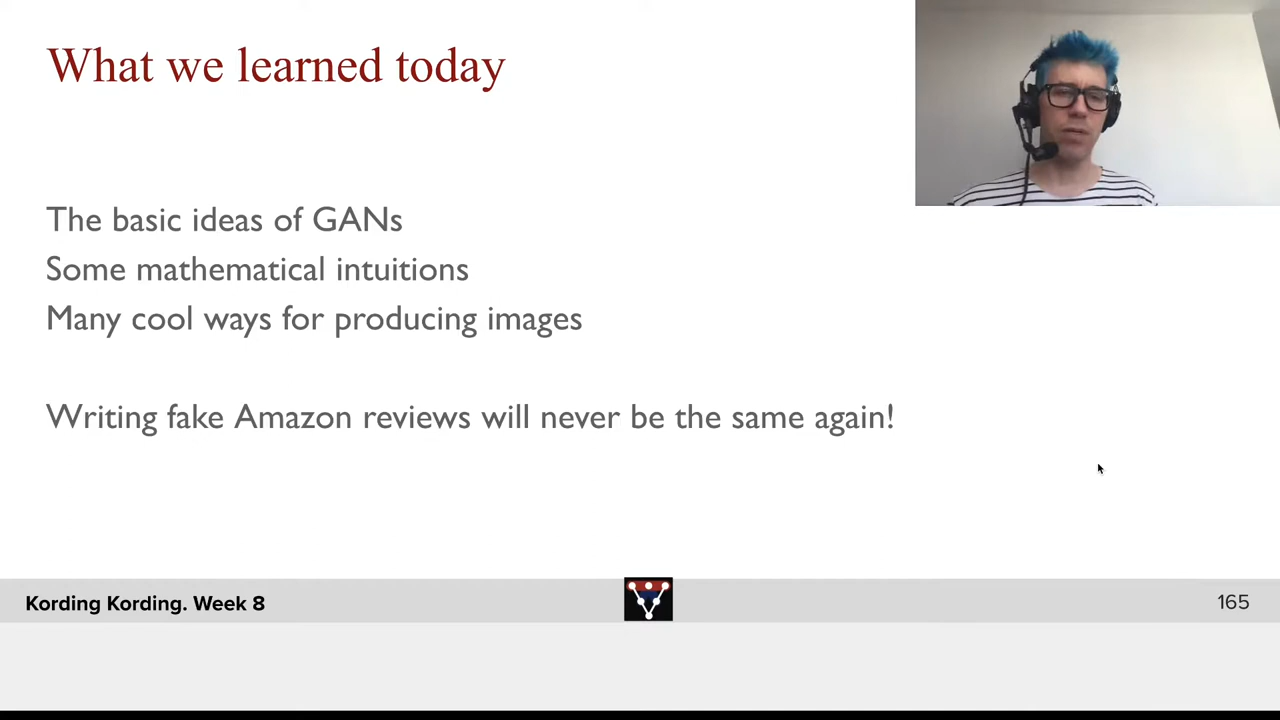 What we learned today
The basic ideas of GANs
Some mathematical intuitions
Many cool ways for producing images
Writing fake Amazon reviews will never be the same again!
Kording Kording. Week 8
165